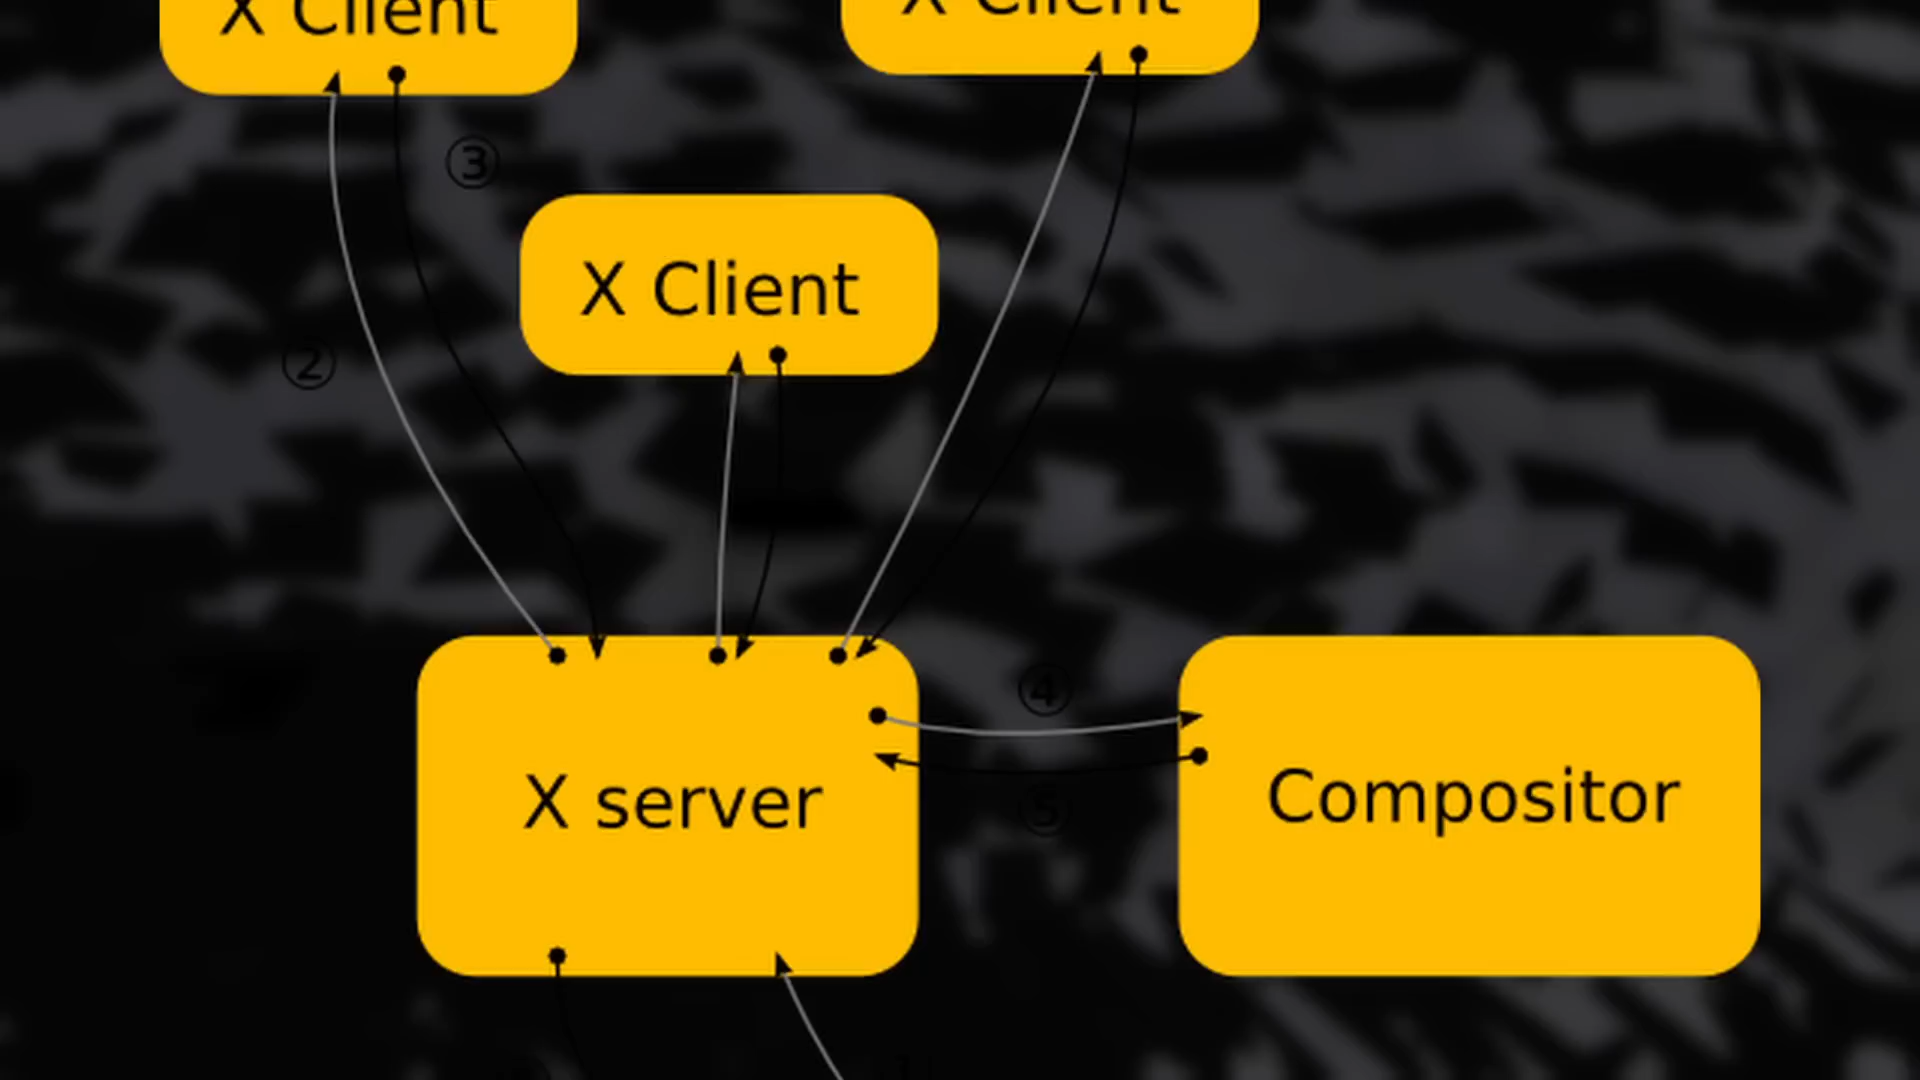 X Client
X Client
③
X Client
②
④
X server
Compositor
⑤